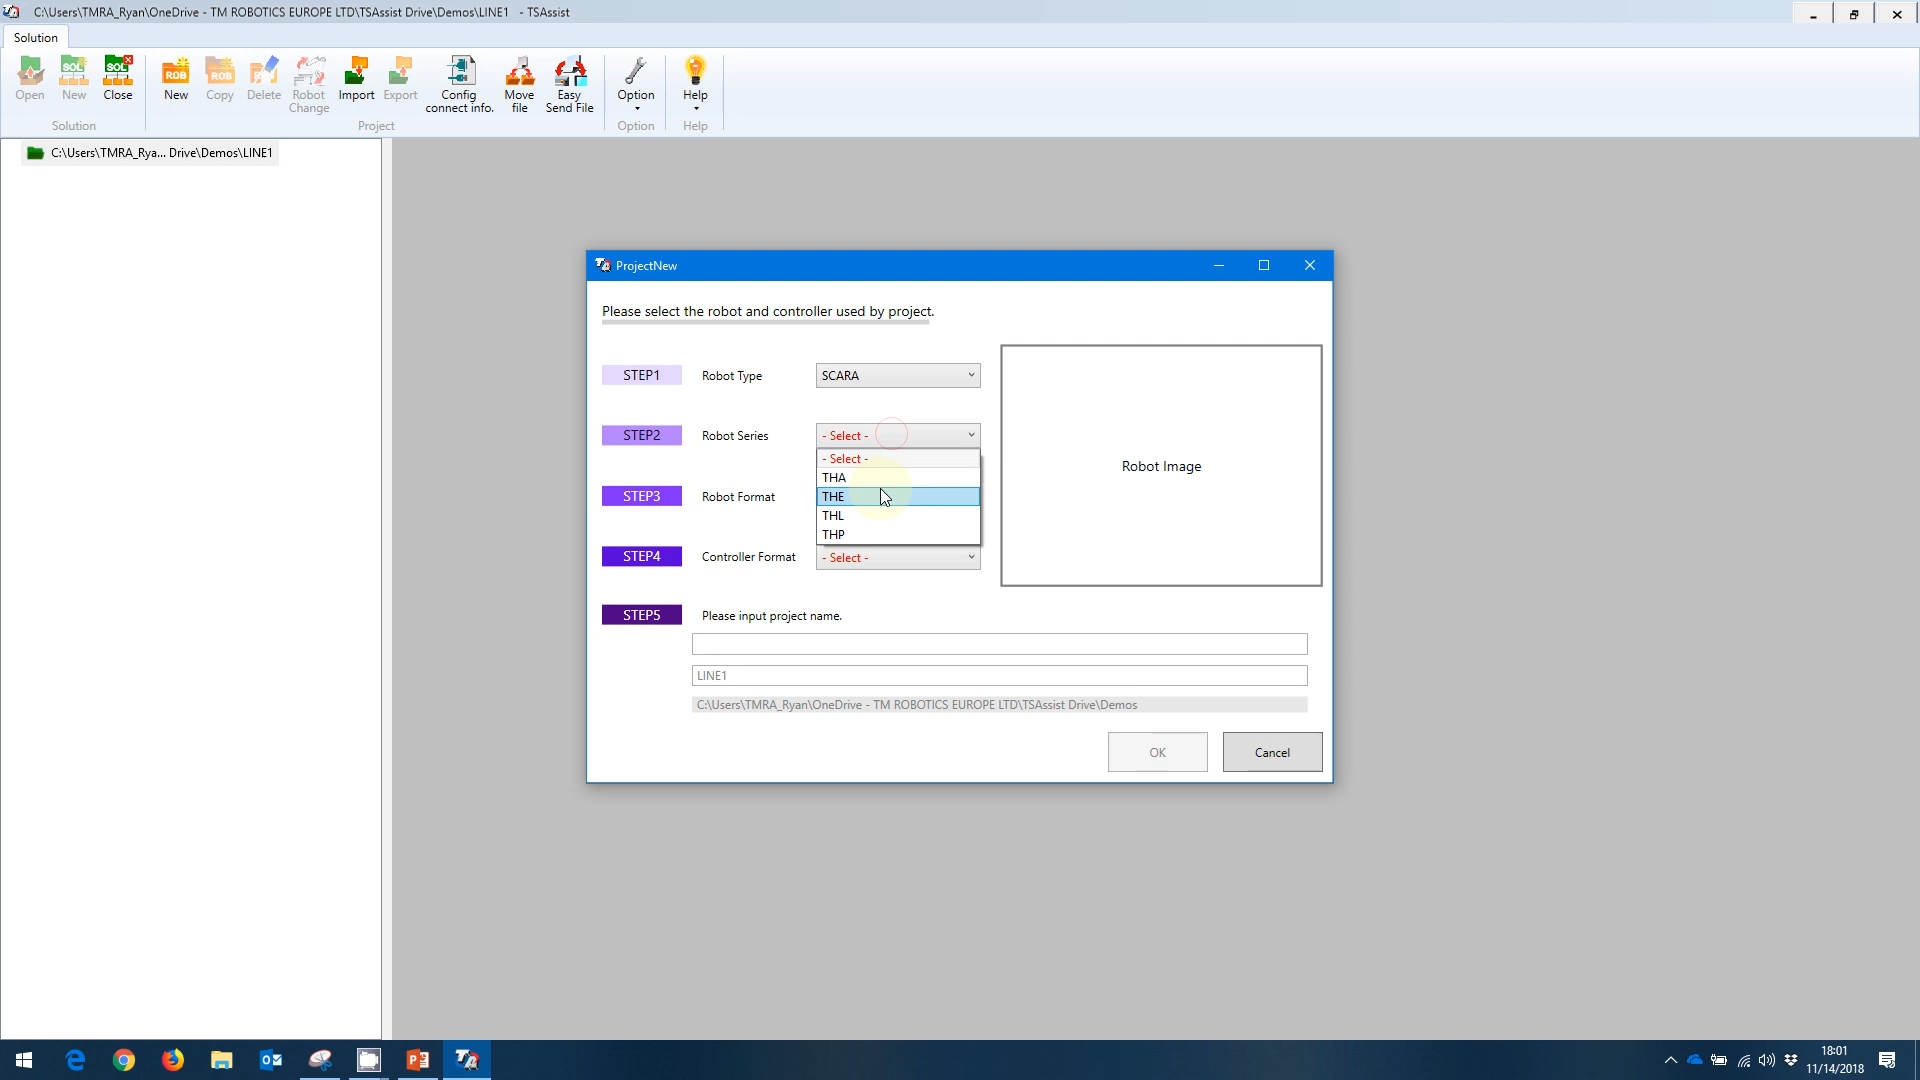 C:\Users\TMRA_Ryan\OneDrive - TM ROBOTICS EUROPE LTD\TSAssist Drive\Demos\LINE1 - TSAssist
Solution
Open
New
Close
New
Copy
Delete
Robot Change
Import
Export
Config connect info.
Move file
Easy Send File
Option
Help
Solution
Project
Option
Help
C:\Users\TMRA_Rya... Drive\Demos\LINE1
ProjectNew
Please select the robot and controller used by project.
STEP1 Robot Type SCARA
STEP2 Robot Series - Select -
- Select -
THA
THE
THL
THP
STEP3 Robot Format
STEP4 Controller Format - Select -
Robot Image
STEP5 Please input project name.
LINE1
C:\Users\TMRA_Ryan\OneDrive - TM ROBOTICS EUROPE LTD\TSAssist Drive\Demos
OK
Cancel
18:01
11/14/2018